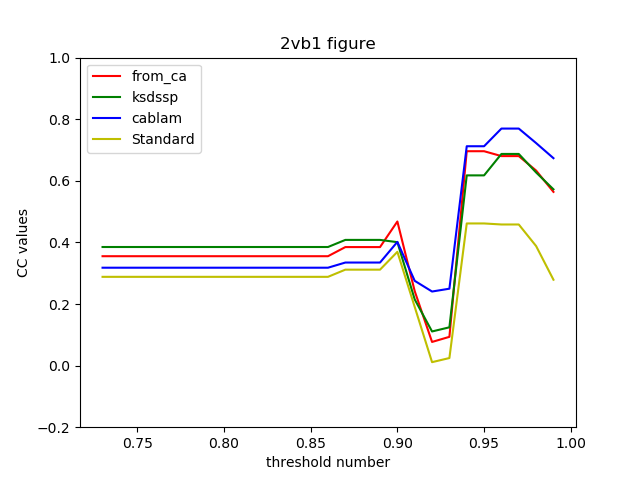 2vb1 figure
1.0
0.8
0.6
0.4
0.2
0.0
−0.2
CC values
from_ca
ksdssp
cablam
Standard
0.75
0.80
0.85
0.90
0.95
1.00
threshold number